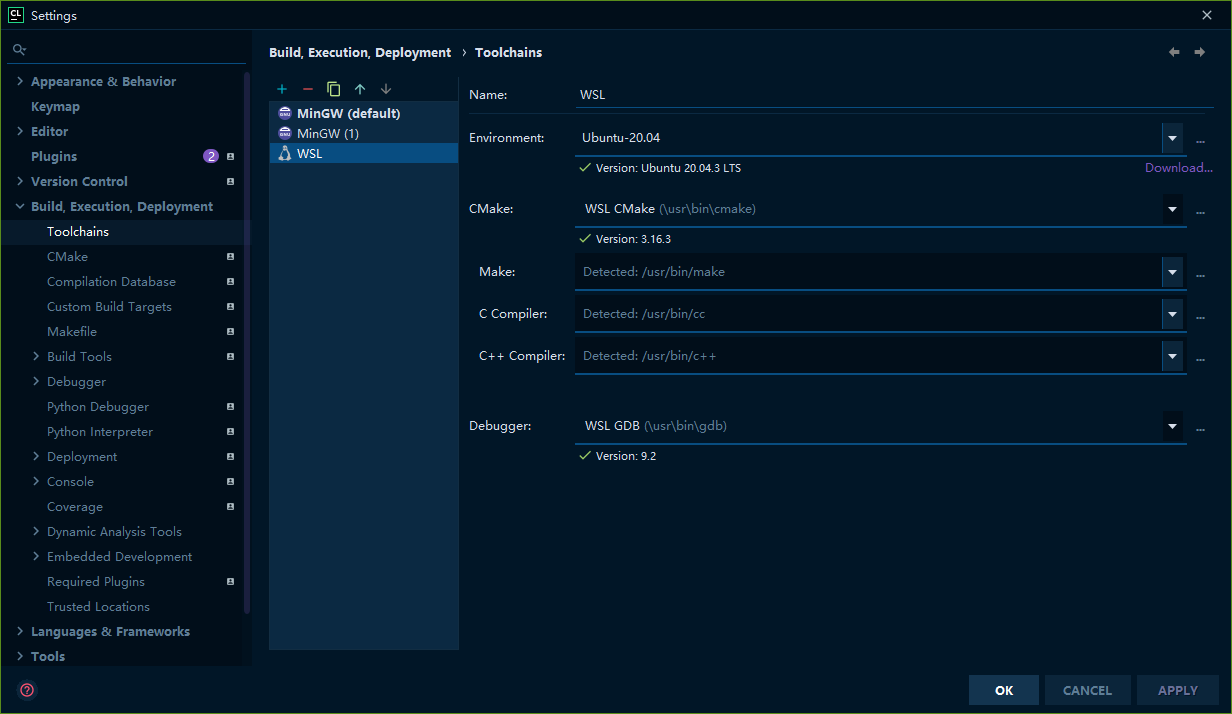 CL Settings
Build, Execution, Deployment › Toolchains
Appearance & Behavior
Keymap
Editor
Plugins 2
Version Control
Build, Execution, Deployment
Toolchains
CMake
Compilation Database
Custom Build Targets
Makefile
Build Tools
Debugger
Python Debugger
Python Interpreter
Deployment
Console
Coverage
Dynamic Analysis Tools
Embedded Development
Required Plugins
Trusted Locations
Languages & Frameworks
Tools
MinGW (default)
MinGW (1)
WSL
Name: WSL
Environment: Ubuntu-20.04 ...
Version: Ubuntu 20.04.3 LTS Download...
CMake: WSL CMake (\usr\bin\cmake) ...
Version: 3.16.3
Make: Detected: /usr/bin/make ...
C Compiler: Detected: /usr/bin/cc ...
C++ Compiler: Detected: /usr/bin/c++ ...
Debugger: WSL GDB (\usr\bin\gdb) ...
Version: 9.2
? OK CANCEL APPLY